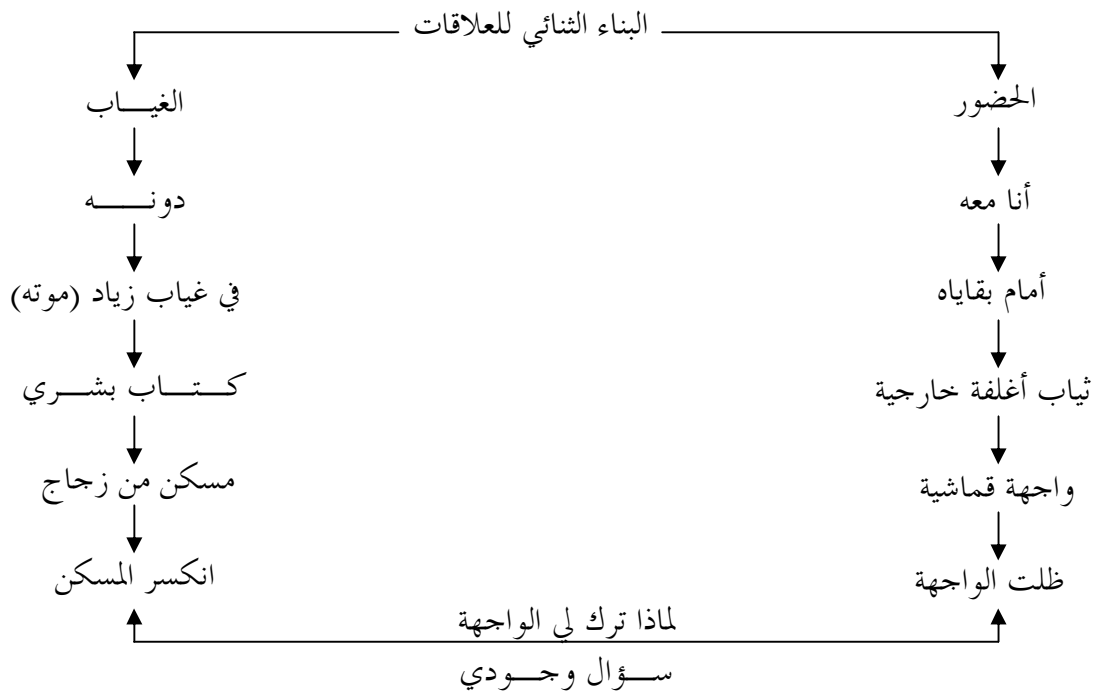 البناء الثنائي للعلاقات
الحضور
الغياب
أنا معه
دونه
أمام بقاياه
في غياب زياد (موته)
ثياب أغلفة خارجية
كتاب بشري
واجهة قماشية
مسكن من زجاج
ظلت الواجهة
انكسر المسكن
لماذا ترك لي الواجهة
سؤال وجودي